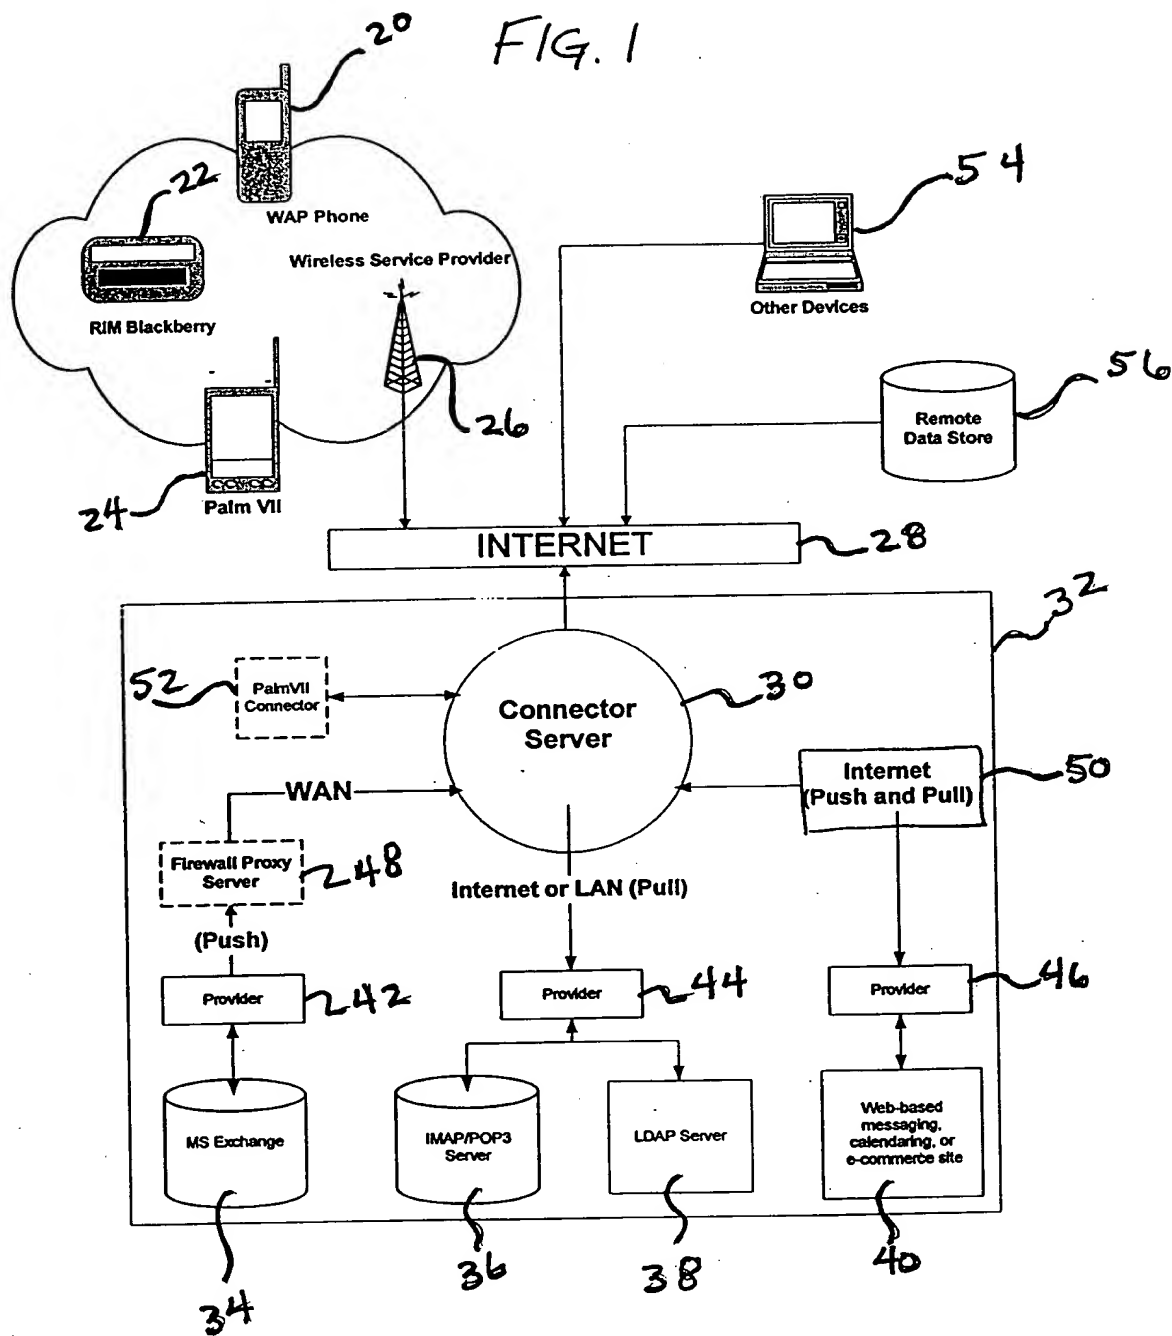 FIG. 1
20
22
WAP Phone
54
Wireless Service Provider
Other Devices
RIM Blackberry
56
26
Remote
Data Store
24
Palm VII
INTERNET
28
32
52
PalmVII
Connector
30
Connector
Server
50
Internet
(Push and Pull)
WAN
Firewall Proxy
Server
48
Internet or LAN (Pull)
(Push)
Provider
42
Provider
44
Provider
46
MS Exchange
IMAP/POP3
Server
LDAP Server
Web-based
messaging,
calendaring, or
e-commerce site
34
36
38
40